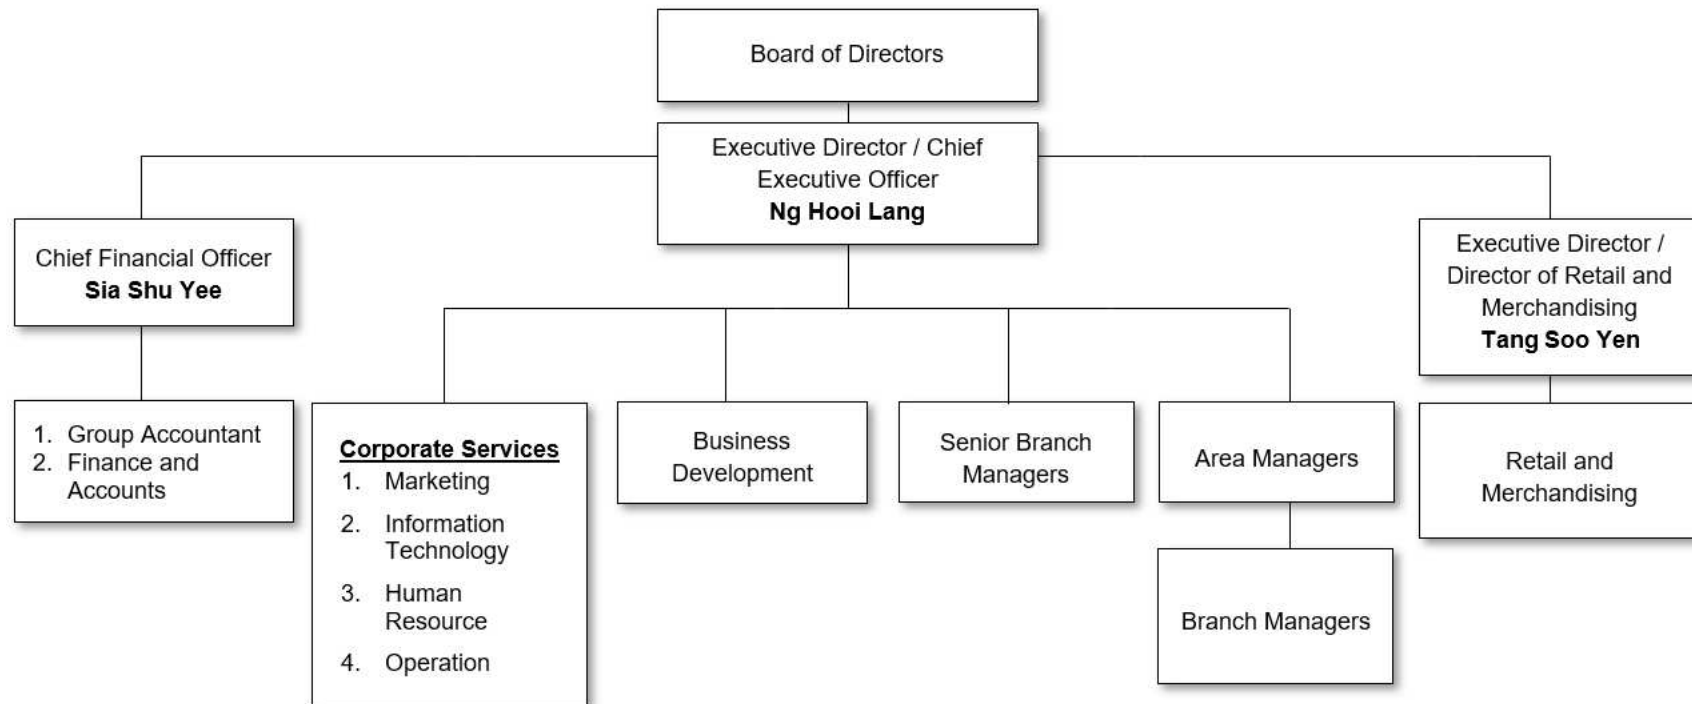 Board of Directors
Executive Director / Chief
Executive Officer
Ng Hooi Lang
Chief Financial Officer
Sia Shu Yee
Executive Director /
Director of Retail and
Merchandising
Tang Soo Yen
1. Group Accountant
2. Finance and
Accounts
Corporate Services
1. Marketing
2. Information
Technology
3. Human
Resource
4. Operation
Business
Development
Senior Branch
Managers
Area Managers
Retail and
Merchandising
Branch Managers